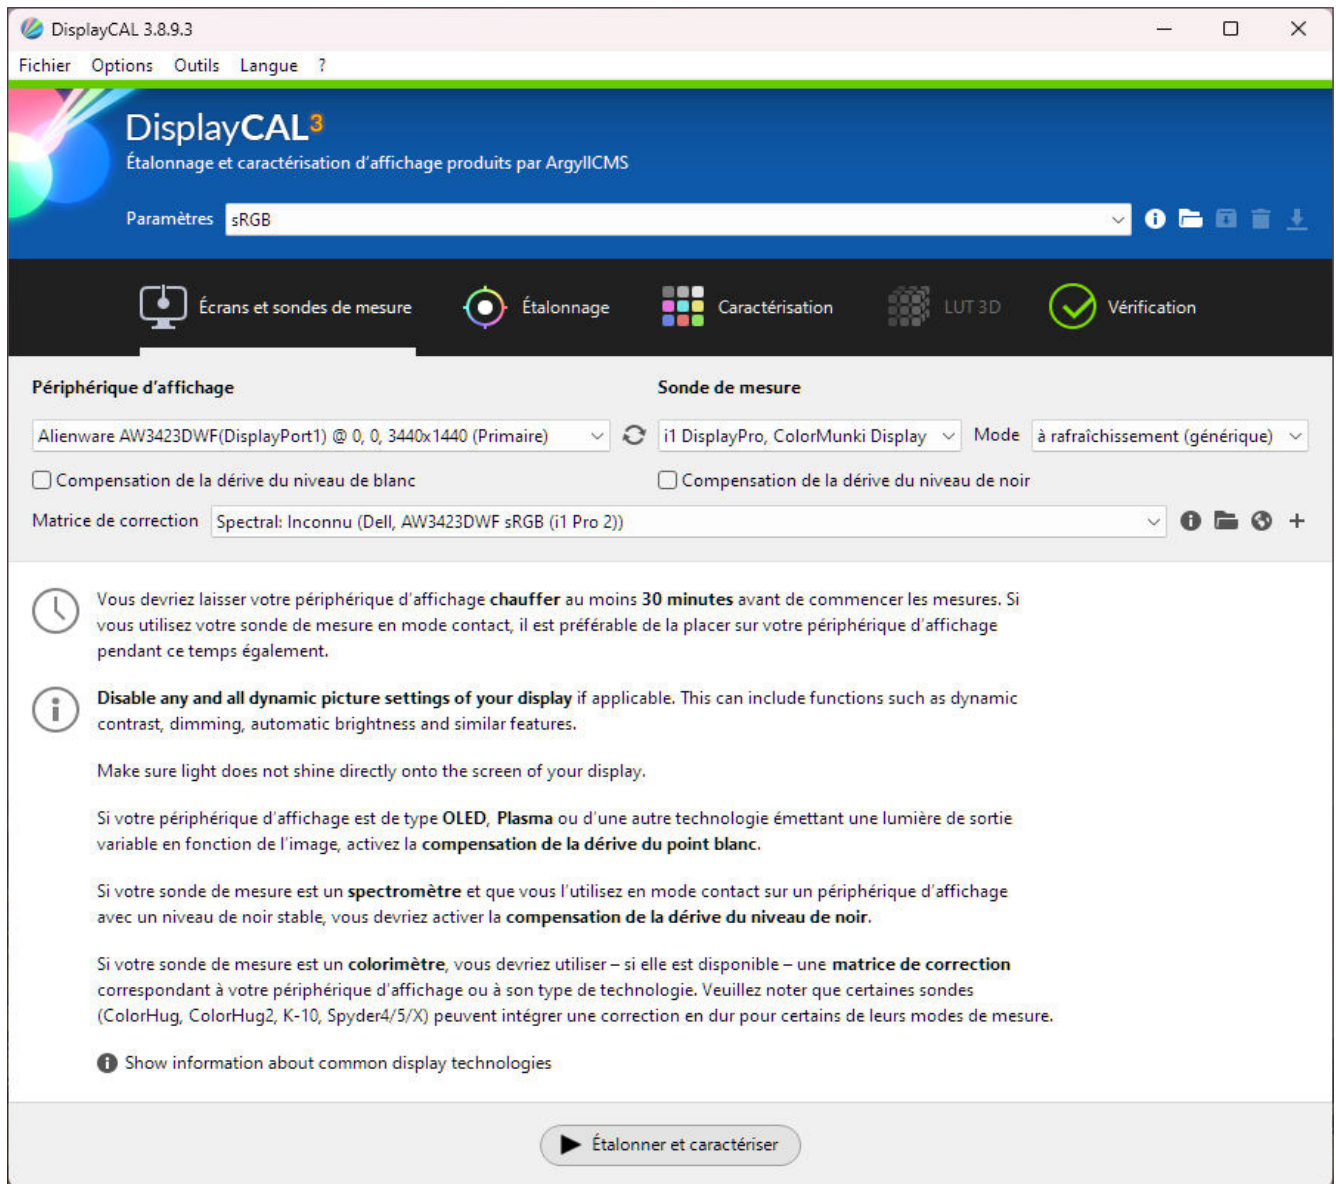 DisplayCAL 3.8.9.3
Fichier Options Outils Langue ?
DisplayCAL3
Étalonnage et caractérisation d’affichage produits par ArgyllCMS
Paramètres sRGB
Écrans et sondes de mesure Étalonnage Caractérisation LUT 3D Vérification
Périphérique d’affichage Sonde de mesure
Alienware AW3423DWF(DisplayPort1) @ 0, 0, 3440x1440 (Primaire) i1 DisplayPro, ColorMunki Display Mode à rafraîchissement (générique)
Compensation de la dérive du niveau de blanc Compensation de la dérive du niveau de noir
Matrice de correction Spectral: Inconnu (Dell, AW3423DWF sRGB (i1 Pro 2))
Vous devriez laisser votre périphérique d’affichage chauffer au moins 30 minutes avant de commencer les mesures. Si
vous utilisez votre sonde de mesure en mode contact, il est préférable de la placer sur votre périphérique d’affichage
pendant ce temps également.
Disable any and all dynamic picture settings of your display if applicable. This can include functions such as dynamic
contrast, dimming, automatic brightness and similar features.
Make sure light does not shine directly onto the screen of your display.
Si votre périphérique d’affichage est de type OLED, Plasma ou d’une autre technologie émettant une lumière de sortie
variable en fonction de l’image, activez la compensation de la dérive du point blanc.
Si votre sonde de mesure est un spectromètre et que vous l’utilisez en mode contact sur un périphérique d’affichage
avec un niveau de noir stable, vous devriez activer la compensation de la dérive du niveau de noir.
Si votre sonde de mesure est un colorimètre, vous devriez utiliser – si elle est disponible – une matrice de correction
correspondant à votre périphérique d’affichage ou à son type de technologie. Veuillez noter que certaines sondes
(ColorHug, ColorHug2, K-10, Spyder4/5/X) peuvent intégrer une correction en dur pour certains de leurs modes de mesure.
Show information about common display technologies
Étalonner et caractériser